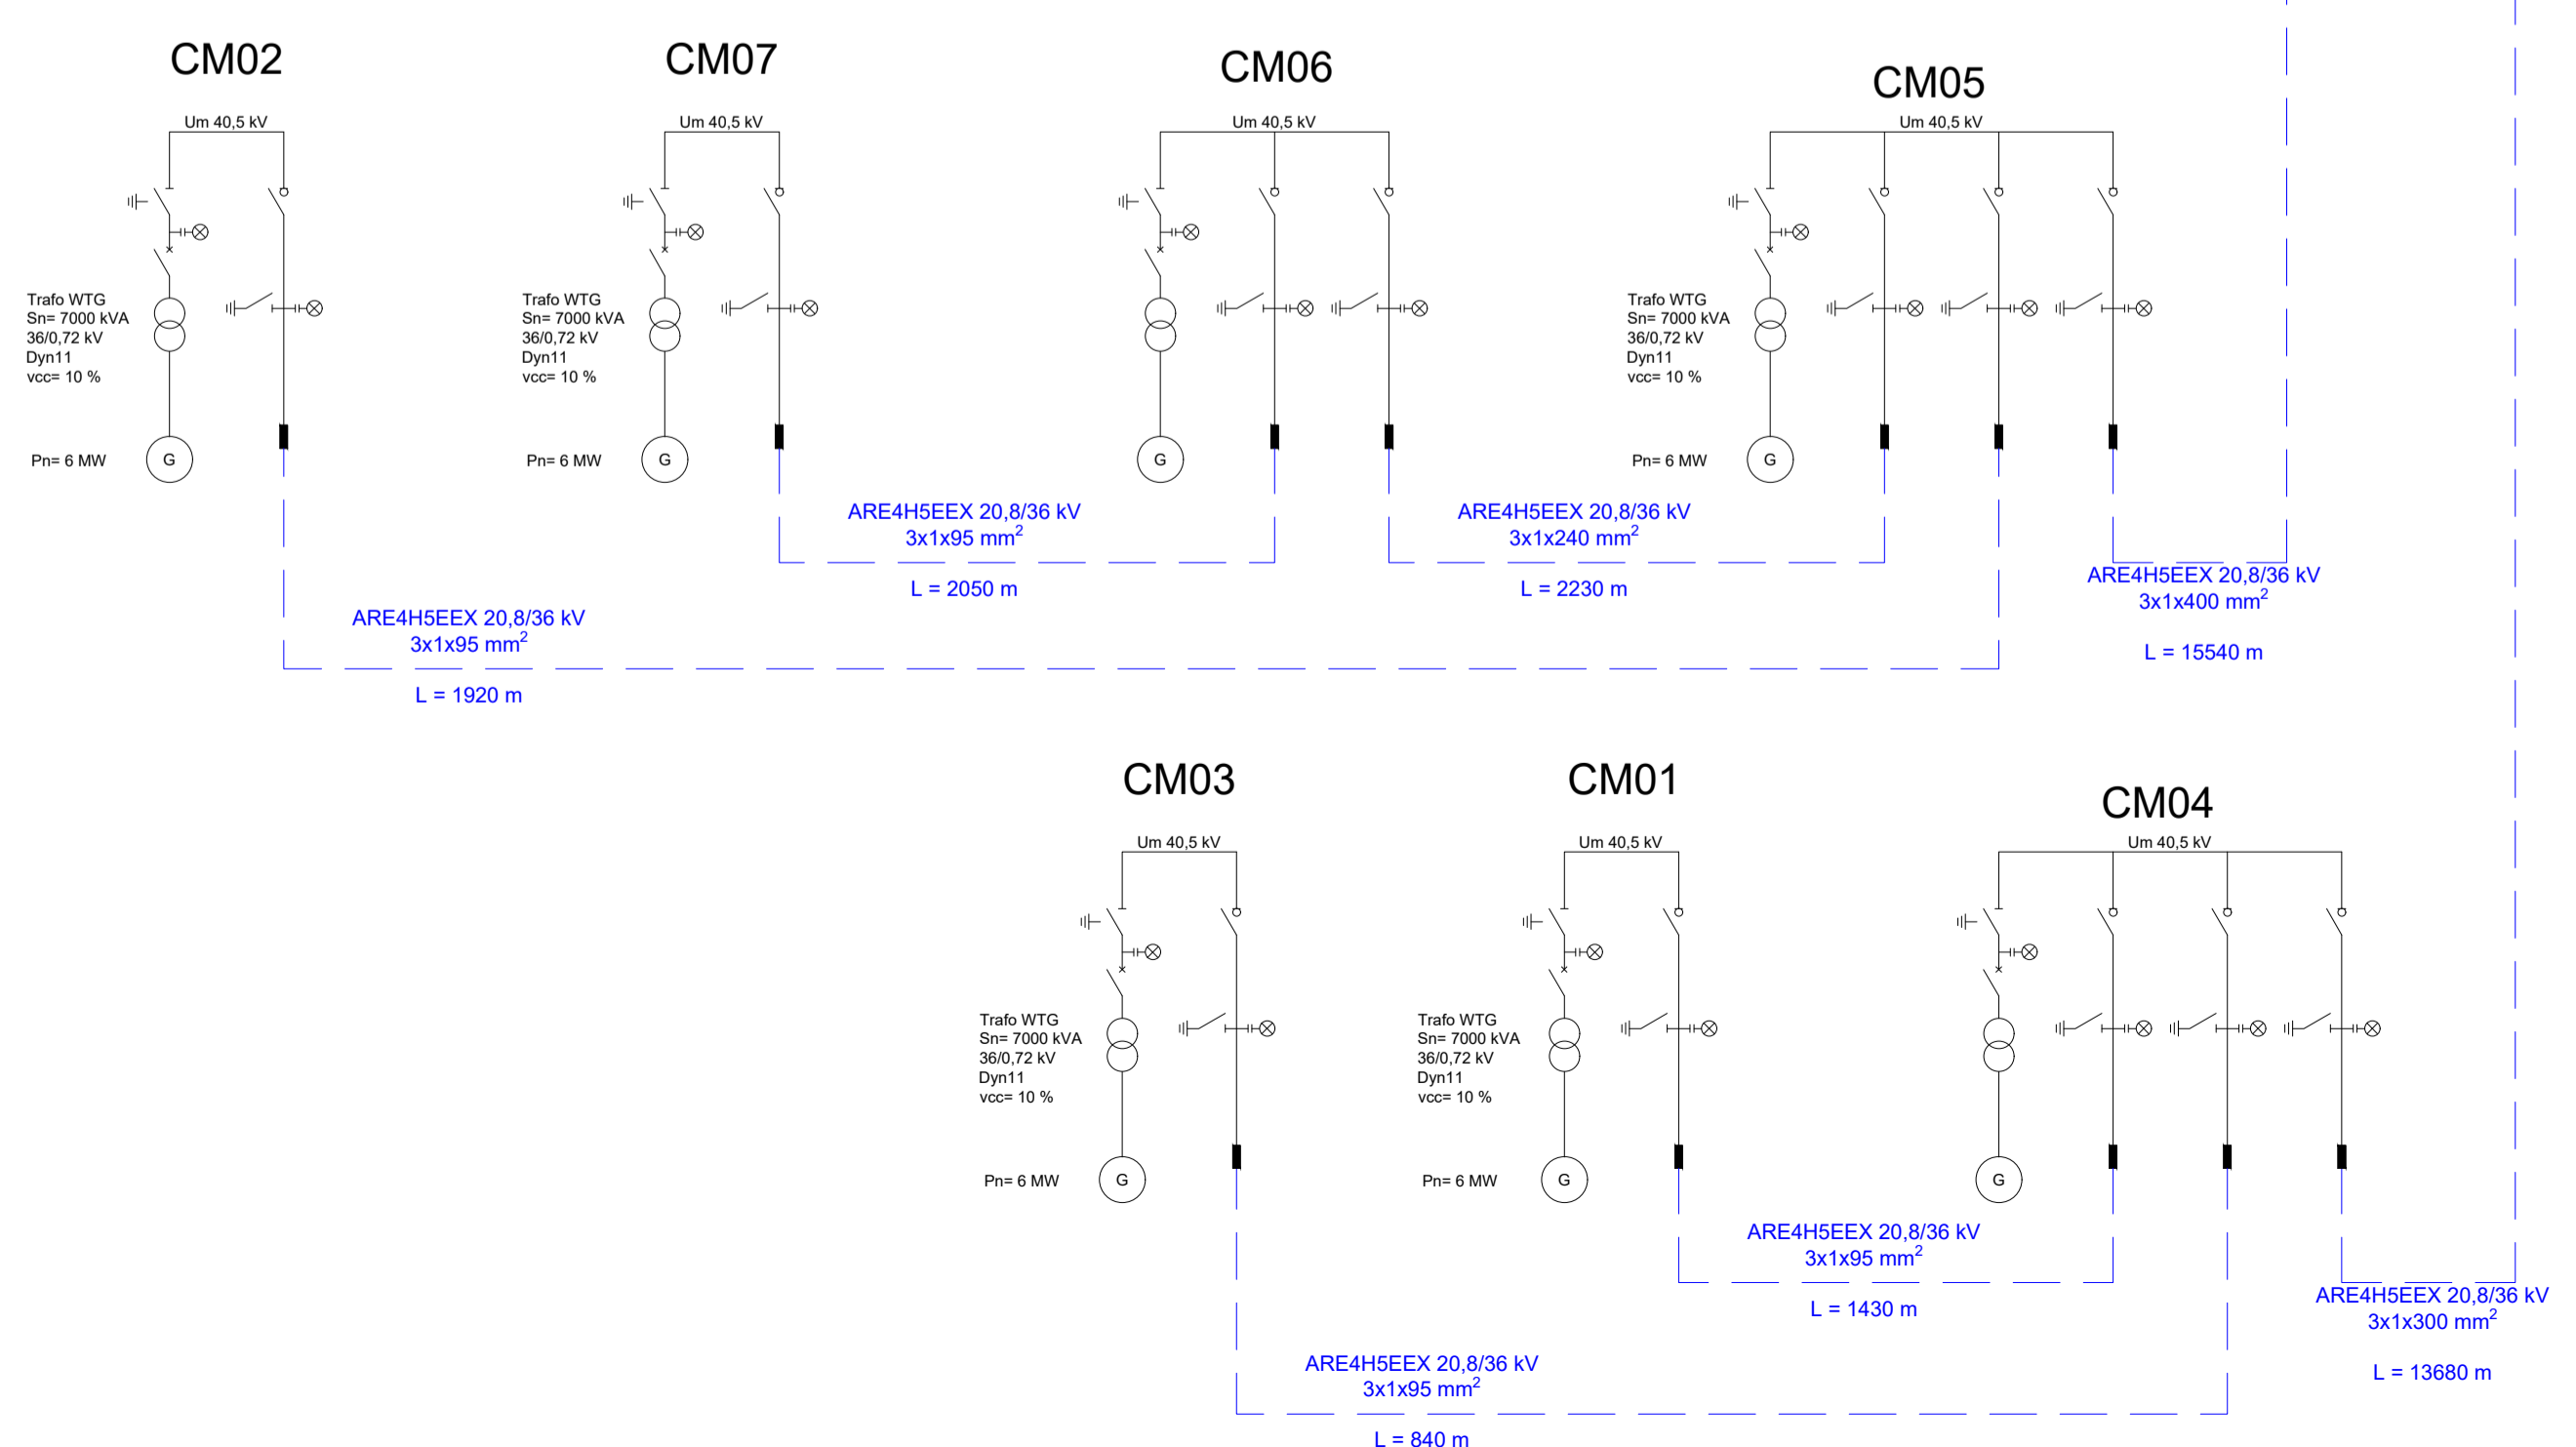 CM02
Um 40,5 kV
Trafo WTG
Sn= 7000 kVA
36/0,72 kV
Dyn11
vcc= 10 %
Pn= 6 MW
G
CM07
Um 40,5 kV
Trafo WTG
Sn= 7000 kVA
36/0,72 kV
Dyn11
vcc= 10 %
Pn= 6 MW
G
CM06
Um 40,5 kV
G
CM05
Um 40,5 kV
Trafo WTG
Sn= 7000 kVA
36/0,72 kV
Dyn11
vcc= 10 %
Pn= 6 MW
G
ARE4H5EEX 20,8/36 kV
3x1x95 mm²
L = 2050 m
ARE4H5EEX 20,8/36 kV
3x1x240 mm²
L = 2230 m
ARE4H5EEX 20,8/36 kV
3x1x400 mm²
L = 15540 m
ARE4H5EEX 20,8/36 kV
3x1x95 mm²
L = 1920 m
CM03
Um 40,5 kV
Trafo WTG
Sn= 7000 kVA
36/0,72 kV
Dyn11
vcc= 10 %
Pn= 6 MW
G
CM01
Um 40,5 kV
Trafo WTG
Sn= 7000 kVA
36/0,72 kV
Dyn11
vcc= 10 %
Pn= 6 MW
G
CM04
Um 40,5 kV
G
ARE4H5EEX 20,8/36 kV
3x1x95 mm²
L = 1430 m
ARE4H5EEX 20,8/36 kV
3x1x300 mm²
L = 13680 m
ARE4H5EEX 20,8/36 kV
3x1x95 mm²
L = 840 m